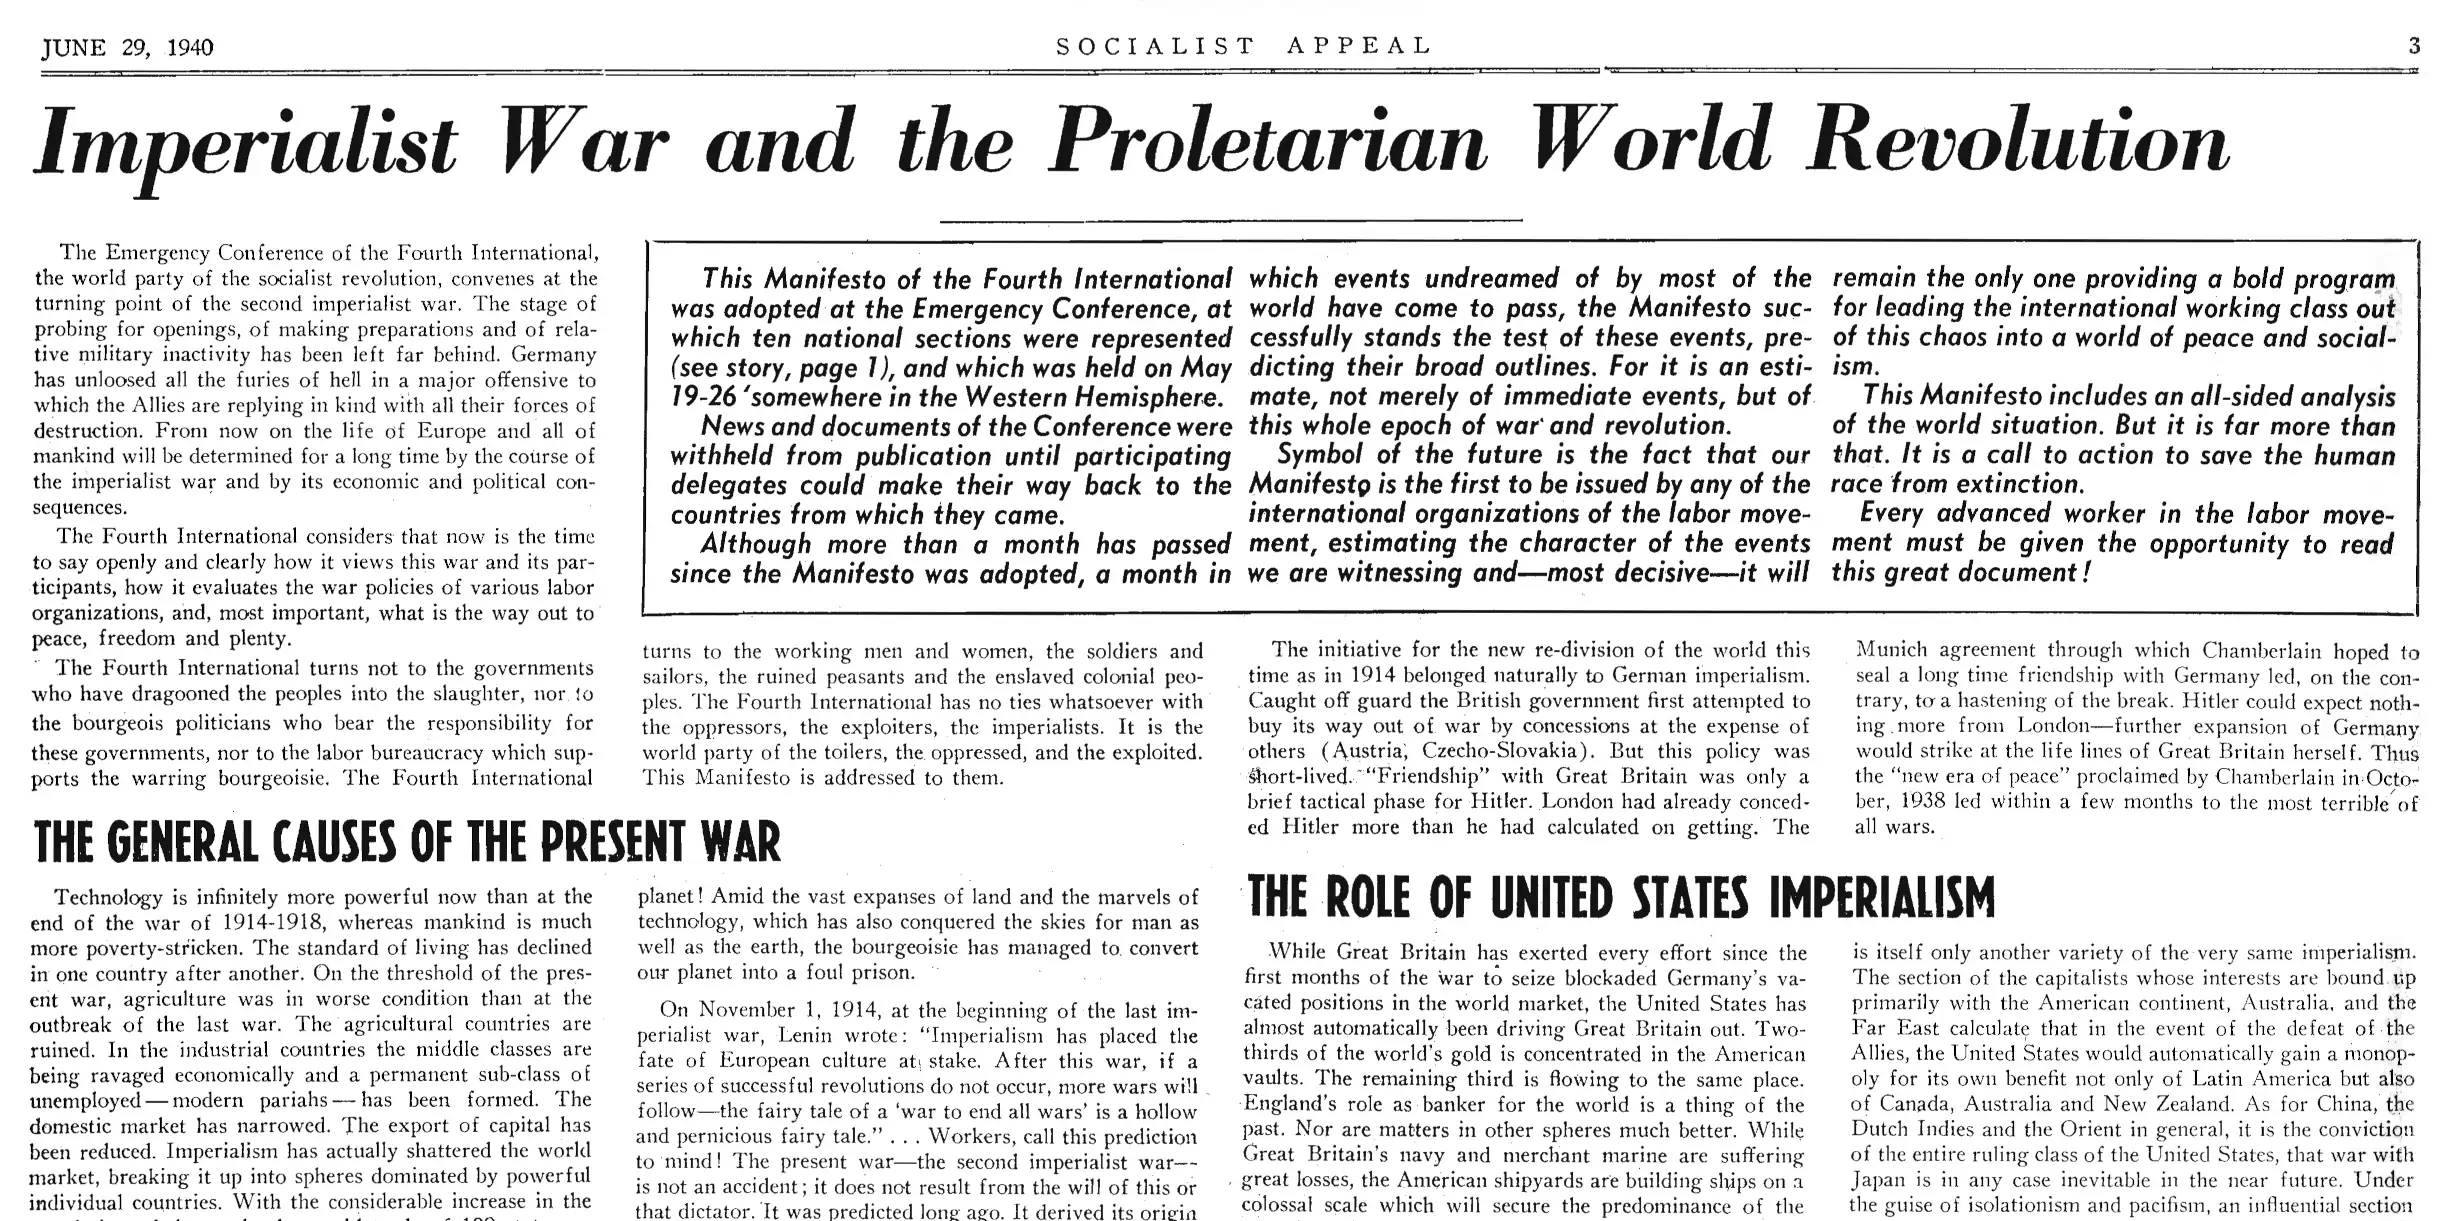 JUNE 29, 1940
SOCIALIST APPEAL
3
Imperialist War and the Proletarian World Revolution
The Emergency Conference of the Fourth International,
the world party of the socialist revolution, convenes at the
turning point of the second imperialist war. The stage of
probing for openings, of making preparations and of rela-
tive military inactivity has been left far behind. Germany
has unloosed all the furies of hell in a major offensive to
which the Allies are replying in kind with all their forces of
destruction. From now on the life of Europe and all of
mankind will be determined for a long time by the course of
the imperialist war and by its economic and political con-
sequences.
The Fourth International considers that now is the time
to say openly and clearly how it views this war and its par-
ticipants, how it evaluates the war policies of various labor
organizations, and, most important, what is the way out to
peace, freedom and plenty.
The Fourth International turns not to the governments
who have dragooned the peoples into the slaughter, nor to
the bourgeois politicians who bear the responsibility for
these governments, nor to the labor bureaucracy which sup-
ports the warring bourgeoisie. The Fourth International
This Manifesto of the Fourth International
was adopted at the Emergency Conference, at
which ten national sections were represented
(see story, page 1), and which was held on May
19-26 'somewhere in the Western Hemisphere.
News and documents of the Conference were
withheld from publication until participating
delegates could make their way back to the
countries from which they came.
Although more than a month has passed
since the Manifesto was adopted, a month in
which events undreamed of by most of the
world have come to pass, the Manifesto suc-
cessfully stands the test of these events, pre-
dicting their broad outlines. For it is an esti-
mate, not merely of immediate events, but of
this whole epoch of war and revolution.
Symbol of the future is the fact that our
Manifesto is the first to be issued by any of the
international organizations of the labor move-
ment, estimating the character of the events
we are witnessing and—most decisive—it will
remain the only one providing a bold program
for leading the international working class out
of this chaos into a world of peace and social-
ism.
This Manifesto includes an all-sided analysis
of the world situation. But it is far more than
that. It is a call to action to save the human
race from extinction.
Every advanced worker in the labor move-
ment must be given the opportunity to read
this great document!
turns to the working men and women, the soldiers and
sailors, the ruined peasants and the enslaved colonial peo-
ples. The Fourth International has no ties whatsoever with
the oppressors, the exploiters, the imperialists. It is the
world party of the toilers, the oppressed, and the exploited.
This Manifesto is addressed to them.
THE GENERAL CAUSES OF THE PRESENT WAR
Technology is infinitely more powerful now than at the
end of the war of 1914-1918, whereas mankind is much
more poverty-stricken. The standard of living has declined
in one country after another. On the threshold of the pres-
ent war, agriculture was in worse condition than at the
outbreak of the last war. The agricultural countries are
ruined. In the industrial countries the middle classes are
being ravaged economically and a permanent sub-class of
unemployed—modern pariahs—has been formed. The
domestic market has narrowed. The export of capital has
been reduced. Imperialism has actually shattered the world
market, breaking it up into spheres dominated by powerful
individual countries. With the considerable increase in the
planet! Amid the vast expanses of land and the marvels of
technology, which has also conquered the skies for man as
well as the earth, the bourgeoisie has managed to convert
our planet into a foul prison.
On November 1, 1914, at the beginning of the last im-
perialist war, Lenin wrote: "Imperialism has placed the
fate of European culture at stake. After this war, if a
series of successful revolutions do not occur, more wars will
follow—the fairy tale of a 'war to end all wars' is a hollow
and pernicious fairy tale." . . . Workers, call this prediction
to mind! The present war—the second imperialist war—
is not an accident; it does not result from the will of this or
that dictator. It was predicted long ago. It derived its origin
The initiative for the new re-division of the world this
time as in 1914 belonged naturally to German imperialism.
Caught off guard the British government first attempted to
buy its way out of war by concessions at the expense of
others (Austria, Czecho-Slovakia). But this policy was
short-lived. "Friendship" with Great Britain was only a
brief tactical phase for Hitler. London had already conced-
ed Hitler more than he had calculated on getting. The
Munich agreement through which Chamberlain hoped to
seal a long time friendship with Germany led, on the con-
trary, to a hastening of the break. Hitler could expect noth-
ing more from London—further expansion of Germany
would strike at the life lines of Great Britain herself. Thus
the "new era of peace" proclaimed by Chamberlain in Octo-
ber, 1938 led within a few months to the most terrible of
all wars.
THE ROLE OF UNITED STATES IMPERIALISM
While Great Britain has exerted every effort since the
first months of the war to seize blockaded Germany's va-
cated positions in the world market, the United States has
almost automatically been driving Great Britain out. Two-
thirds of the world's gold is concentrated in the American
vaults. The remaining third is flowing to the same place.
England's role as banker for the world is a thing of the
past. Nor are matters in other spheres much better. While
Great Britain's navy and merchant marine are suffering
great losses, the American shipyards are building ships on a
colossal scale which will secure the predominance of the
is itself only another variety of the very same imperialism.
The section of the capitalists whose interests are bound up
primarily with the American continent, Australia, and the
Far East calculate that in the event of the defeat of the
Allies, the United States would automatically gain a monop-
oly for its own benefit not only of Latin America but also
of Canada, Australia and New Zealand. As for China, the
Dutch Indies and the Orient in general, it is the conviction
of the entire ruling class of the United States, that war with
Japan is in any case inevitable in the near future. Under
the guise of isolationism and pacifism, an influential section